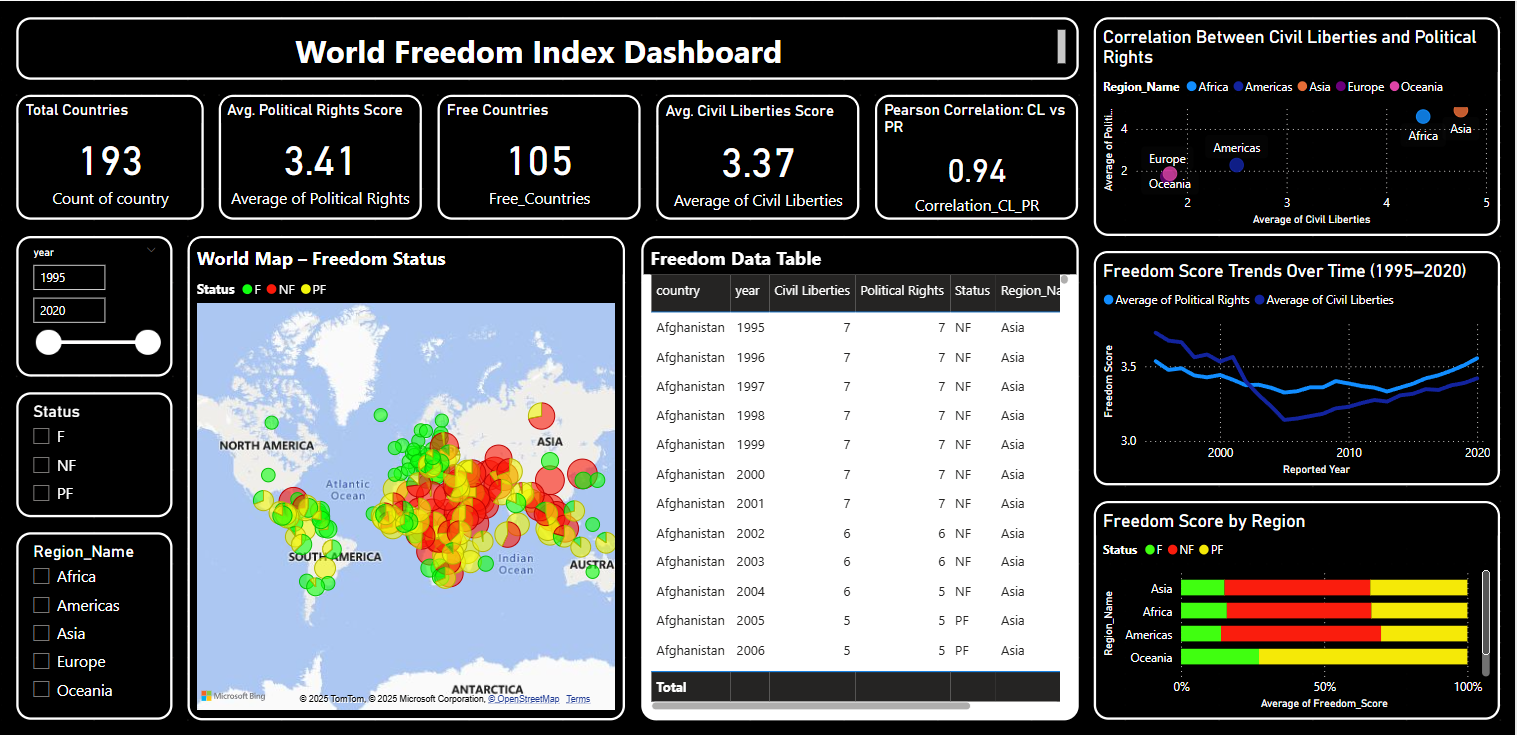 World Freedom Index Dashboard
Total Countries
193
Count of country
Avg. Political Rights Score
3.41
Average of Political Rights
Free Countries
105
Free_Countries
Avg. Civil Liberties Score
3.37
Average of Civil Liberties
Pearson Correlation: CL vs
PR
0.94
Correlation_CL_PR
year
1995
2020
Status
F
NF
PF
Region_Name
Africa
Americas
Asia
Europe
Oceania
World Map – Freedom Status
Status F NF PF
NORTH AMERICA
ASIA
Atlantic
Ocean
SOUTH AMERICA
Indian
Ocean
AUSTRA
ANTARCTICA
Microsoft Bing
© 2025 TomTom, © 2025 Microsoft Corporation, © OpenStreetMap Terms
Freedom Data Table
country year Civil Liberties Political Rights Status Region_Na
Afghanistan 1995 7 7 NF Asia
Afghanistan 1996 7 7 NF Asia
Afghanistan 1997 7 7 NF Asia
Afghanistan 1998 7 7 NF Asia
Afghanistan 1999 7 7 NF Asia
Afghanistan 2000 7 7 NF Asia
Afghanistan 2001 7 7 NF Asia
Afghanistan 2002 6 6 NF Asia
Afghanistan 2003 6 6 NF Asia
Afghanistan 2004 6 5 NF Asia
Afghanistan 2005 5 5 PF Asia
Afghanistan 2006 5 5 PF Asia
Total
Correlation Between Civil Liberties and Political
Rights
Region_Name Africa Americas Asia Europe Oceania
Average of Politi...
4
2
Africa
Asia
Americas
Europe
Oceania
2 3 4 5
Average of Civil Liberties
Freedom Score Trends Over Time (1995–2020)
Average of Political Rights Average of Civil Liberties
Freedom Score
3.5
3.0
2000 2010 2020
Reported Year
Freedom Score by Region
Status F NF PF
Region_Name
Asia
Africa
Americas
Oceania
0% 50% 100%
Average of Freedom_Score